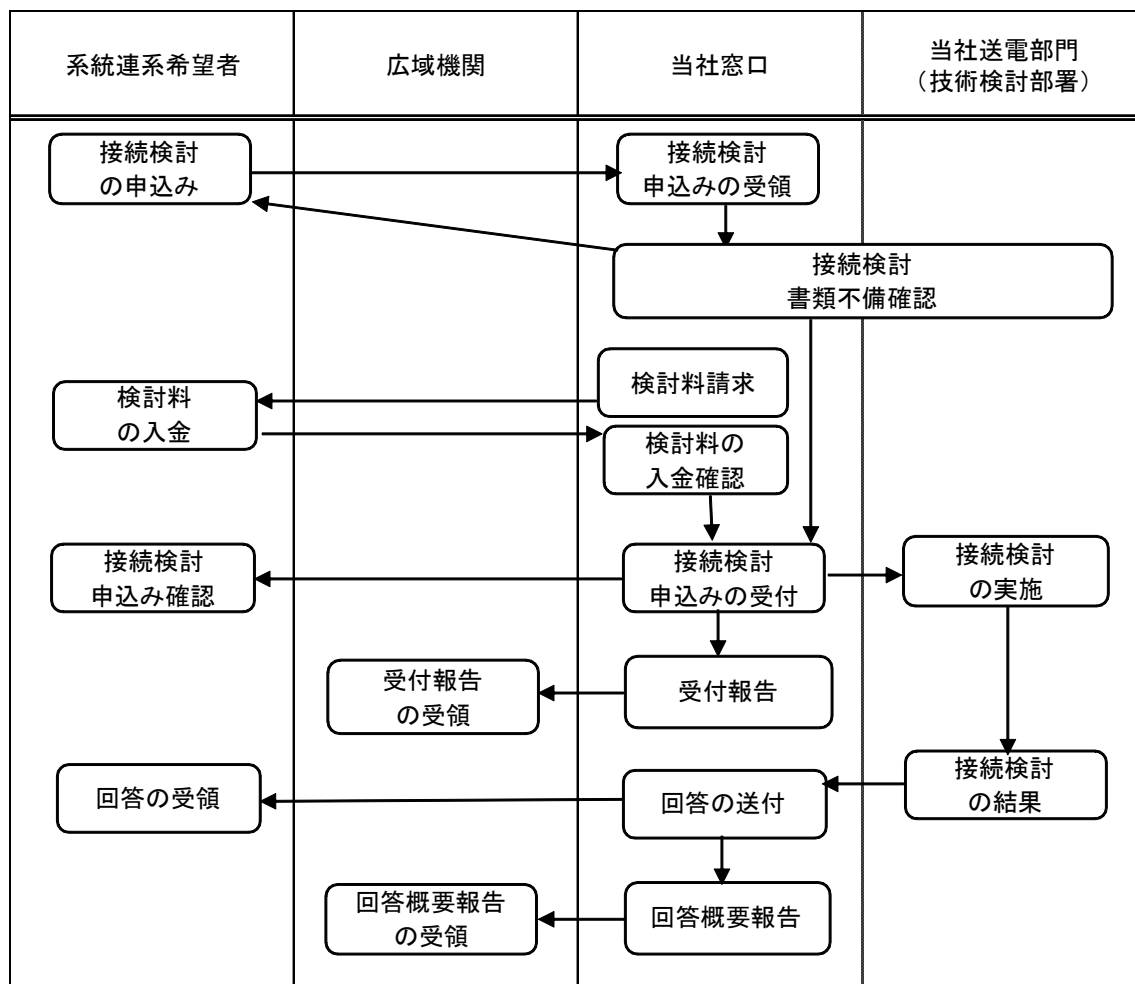 系統連系希望者
広域機関
当社窓口
当社送電部門
(技術検討部署)
接続検討
の申込み
接続検討
申込みの受領
接続検討
書類不備確認
検討料請求
検討料
の入金
検討料の
入金確認
接続検討
申込み確認
接続検討
申込みの受付
接続検討
の実施
受付報告
の受領
受付報告
接続検討
の結果
回答の受領
回答の送付
回答概要報告
の受領
回答概要報告